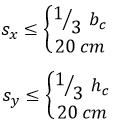 s_x ≤ { 1/3 b_c
20 cm
s_y ≤ { 1/3 h_c
20 cm